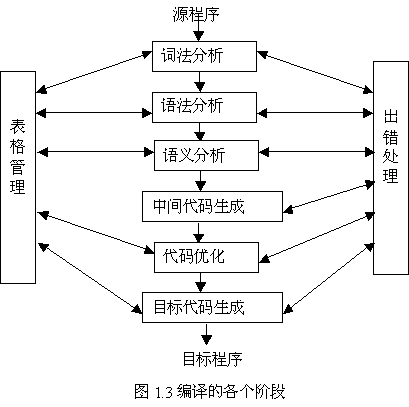 源程序
词法分析
语法分析
语义分析
中间代码生成
代码优化
目标代码生成
目标程序
表格管理
出错处理
图 1.3 编译的各个阶段